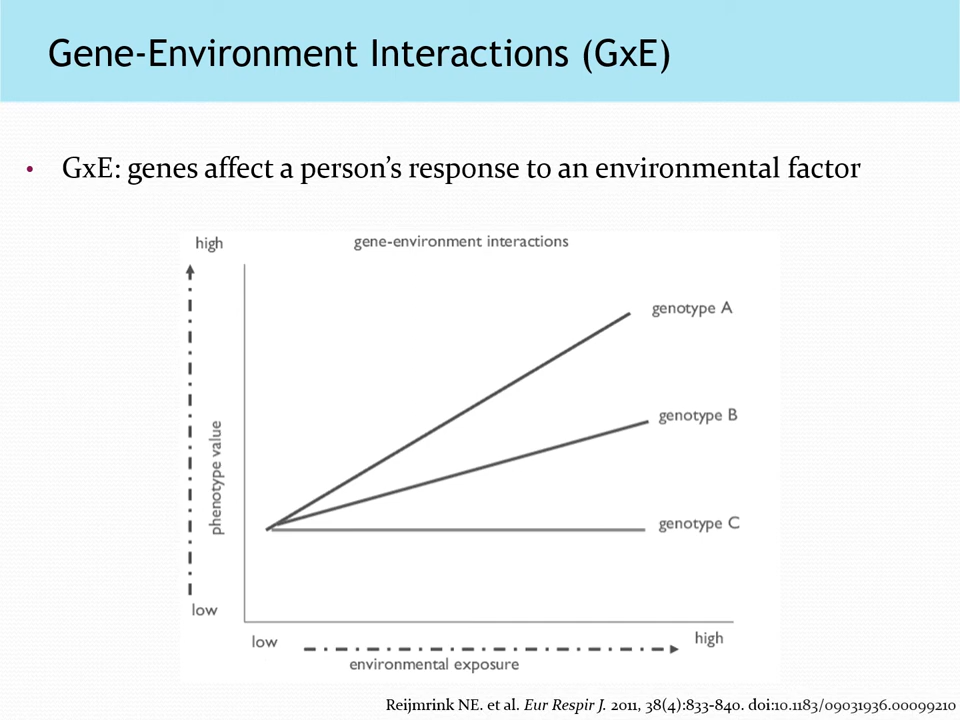 Gene-Environment Interactions (GxE)
• GxE: genes affect a person’s response to an environmental factor
high
gene-environment interactions
genotype A
genotype B
phenotype value
genotype C
low
low
high
environmental exposure
Reijmrink NE. et al. Eur Respir J. 2011, 38(4):833-840. doi:10.1183/09031936.00099210